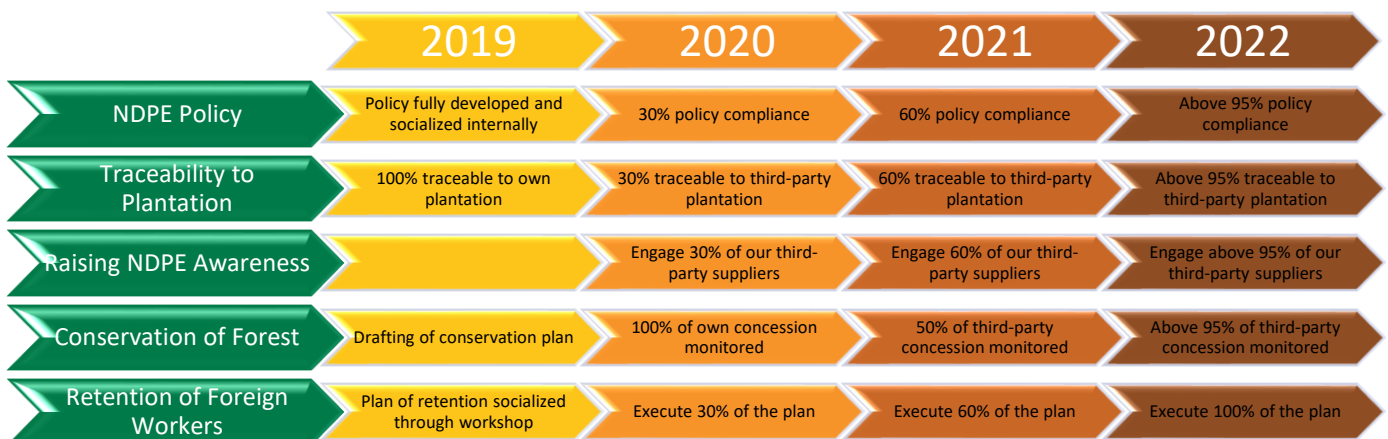 2019
2020
2021
2022
NDPE Policy
Policy fully developed and
socialized internally
30% policy compliance
60% policy compliance
Above 95% policy
compliance
Traceability to
Plantation
100% traceable to own
plantation
30% traceable to third-party
plantation
60% traceable to third-party
plantation
Above 95% traceable to
third-party plantation
Raising NDPE Awareness
Engage 30% of our third-
party suppliers
Engage 60% of our third-
party suppliers
Engage above 95% of our
third-party suppliers
Conservation of Forest
Drafting of conservation plan
100% of own concession
monitored
50% of third-party
concession monitored
Above 95% of third-party
concession monitored
Retention of Foreign
Workers
Plan of retention socialized
through workshop
Execute 30% of the plan
Execute 60% of the plan
Execute 100% of the plan